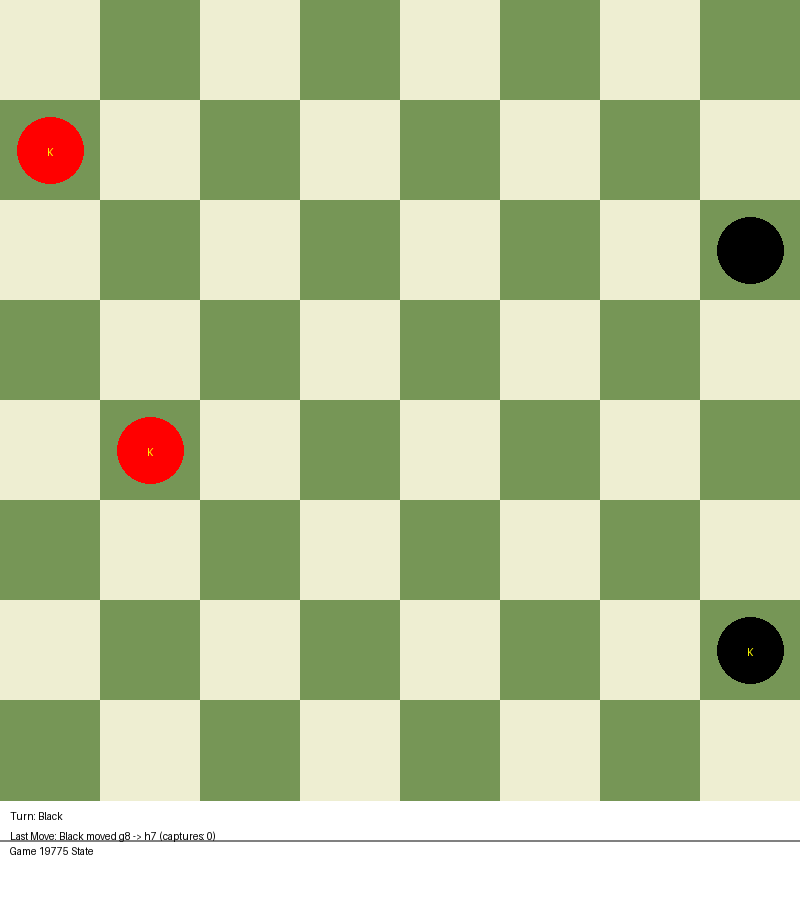 K
K
K
Turn: Black
Last Move: Black moved g8 -> h7 (captures: 0)
Game 19775 State